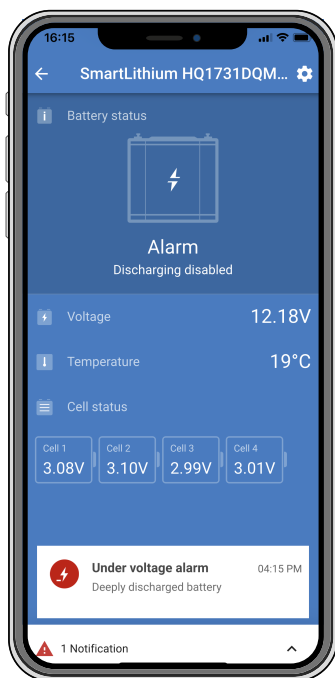 16:15
SmartLithium HQ1731DQM...
Battery status
Alarm
Discharging disabled
Voltage 12.18V
Temperature 19°C
Cell status
Cell 1 Cell 2 Cell 3 Cell 4
3.08V 3.10V 2.99V 3.01V
Under voltage alarm 04:15 PM
Deeply discharged battery
1 Notification